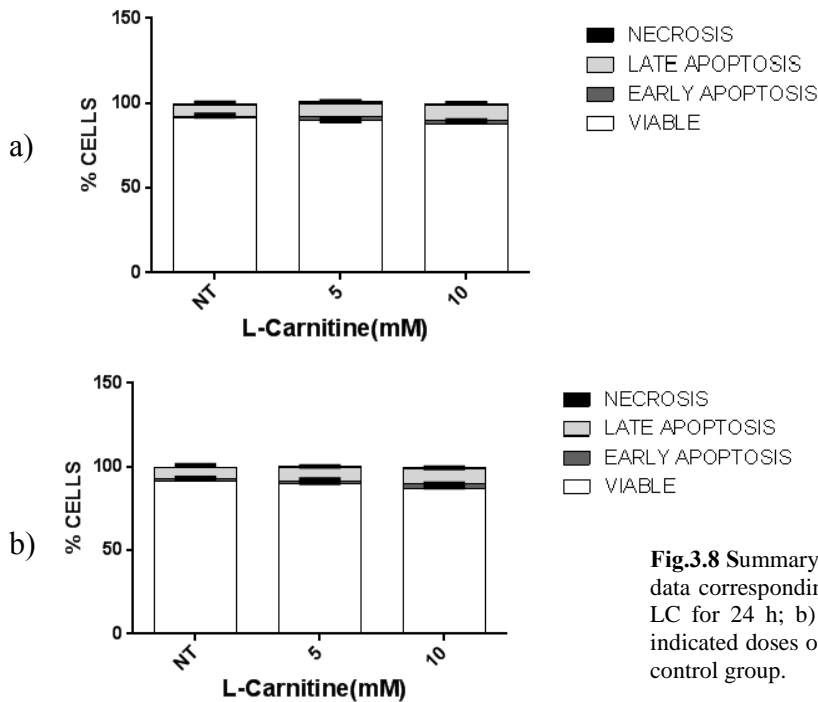 a)
150
100
50
0
% CELLS
NT
5
10
L-Carnitine(mM)
NECROSIS
LATE APOPTOSIS
EARLY APOPTOSIS
VIABLE
b)
150
100
50
0
% CELLS
NT
5
10
L-Carnitine(mM)
NECROSIS
LATE APOPTOSIS
EARLY APOPTOSIS
VIABLE
Fig.3.8 Summary
data
LC for 24 h; b)
indicated doses
control group.